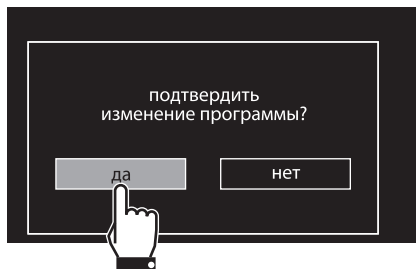 подтвердить
изменение программы?
да нет